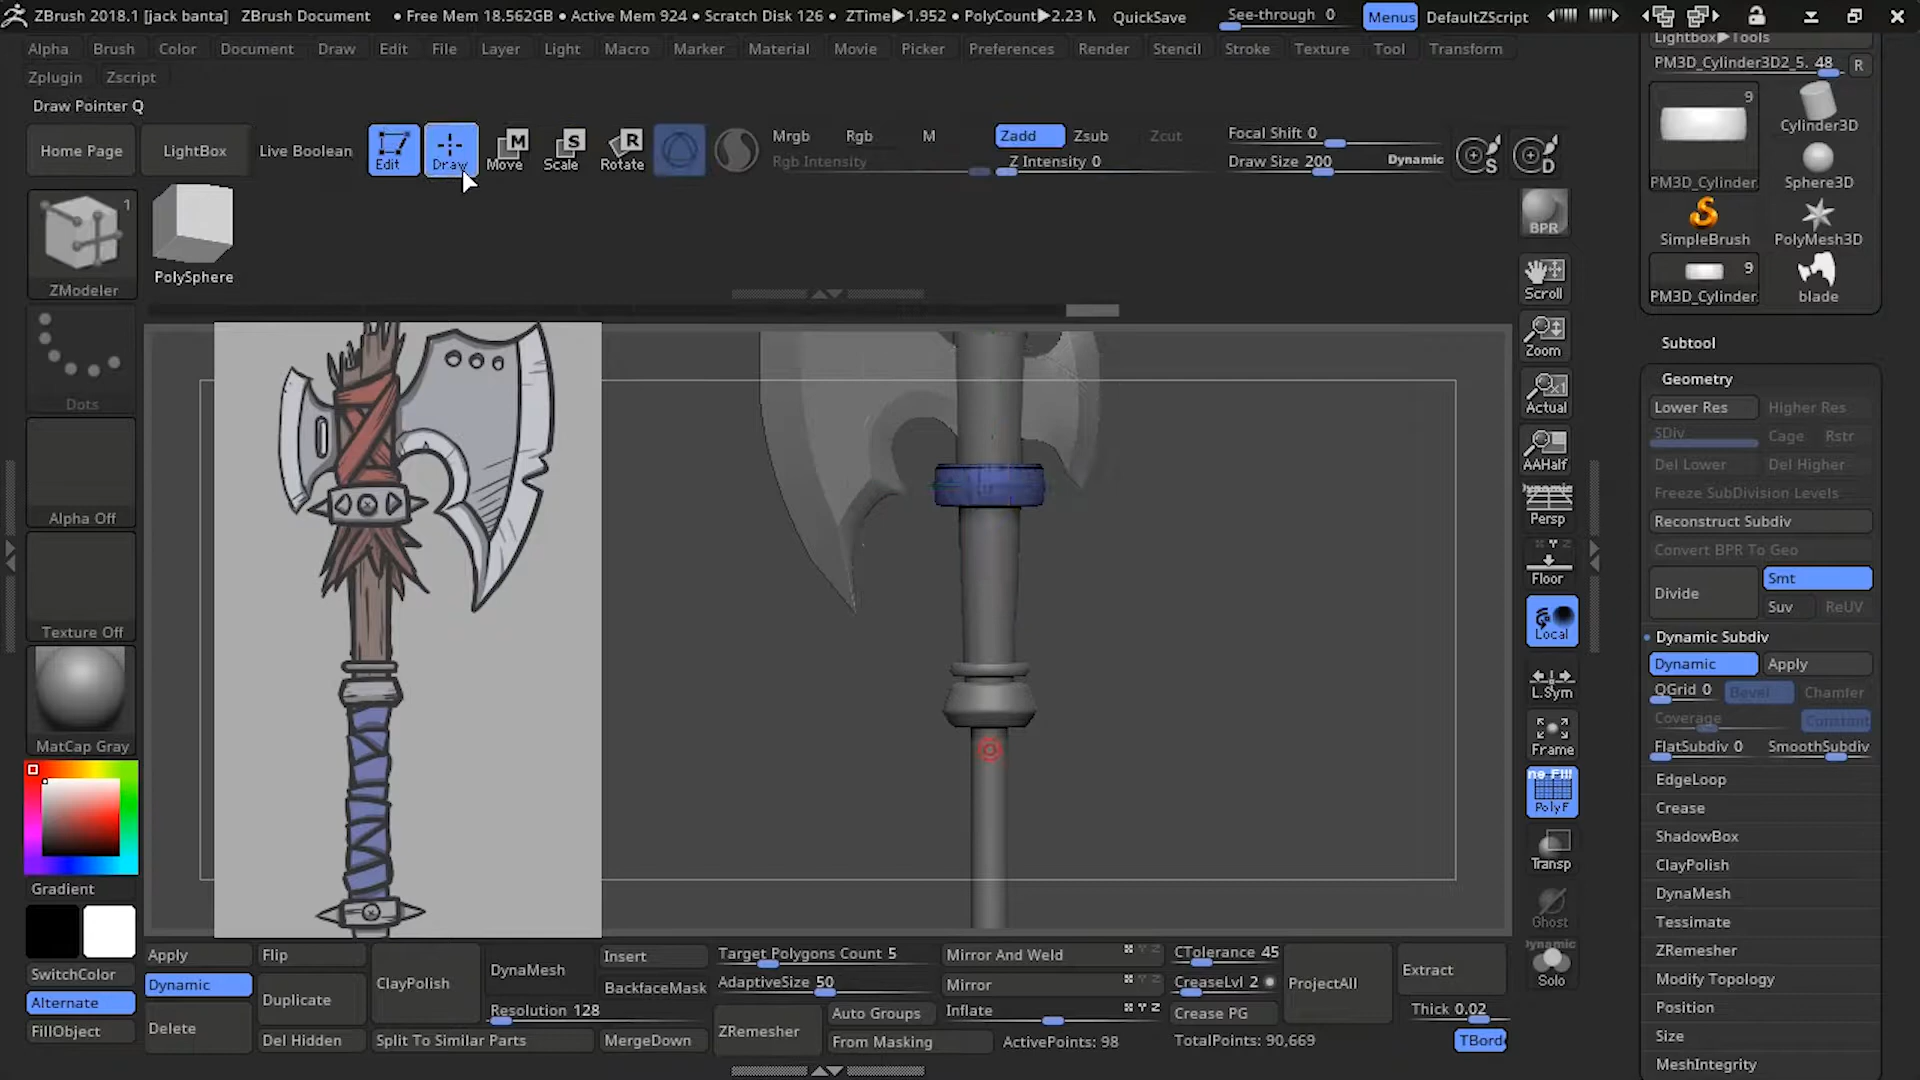 ZBrush 2018.1 [jack banta] ZBrush Document • Free Mem 18.562GB • Active Mem 924 • Scratch Disk 126 • ZTime▶1.952 • PolyCount▶2.23 M QuickSave See-through 0 Menus DefaultZScript
Alpha Brush Color Document Draw Edit File Layer Light Macro Marker Material Movie Picker Preferences Render Stencil Stroke Texture Tool Transform
Zplugin Zscript
Draw Pointer Q
Home Page LightBox Live Boolean Edit Draw Move Scale Rotate
M S R
Mrgb Rgb M
Rgb Intensity
Zadd Zsub Zcut
Z Intensity 0
Focal Shift 0
Draw Size 200 Dynamic
S D
1
ZModeler
PolySphere
Dots
Alpha Off
Texture Off
MatCap Gray
Gradient
SwitchColor
Alternate
FillObject
BPR
Scroll
Zoom
Actual
AAHalf
Dynamic
Persp
Floor
Local
L.Sym
Frame
PolyF
Transp
Ghost
Dynamic
Solo
Lightbox▶Tools
PM3D_Cylinder3D2_5. 48 R
9
PM3D_Cylinder
Cylinder3D
Sphere3D
SimpleBrush PolyMesh3D
9
PM3D_Cylinder blade
Subtool
Geometry
Lower Res Higher Res
SDiv Cage Rstr
Del Lower Del Higher
Freeze SubDivision Levels
Reconstruct Subdiv
Convert BPR To Geo
Divide Smt
Suv ReUV
Dynamic Subdiv
Dynamic Apply
QGrid 0 Bevel Chamfer
Coverage Constant
FlatSubdiv 0 SmoothSubdiv
EdgeLoop
Crease
ShadowBox
ClayPolish
DynaMesh
Tessimate
ZRemesher
Modify Topology
Position
Size
MeshIntegrity
Apply Flip
Dynamic
Delete
Duplicate
Del Hidden
ClayPolish
Split To Similar Parts
DynaMesh
Resolution 128
Insert
BackfaceMask
MergeDown
Target Polygons Count 5
AdaptiveSize 50
ZRemesher
Auto Groups
From Masking
Mirror And Weld
Mirror
Inflate
ActivePoints: 98
CTolerance 45
CreaseLvl 2
Crease PG
TotalPoints: 90,669
ProjectAll
Extract
Thick 0.02
TBord